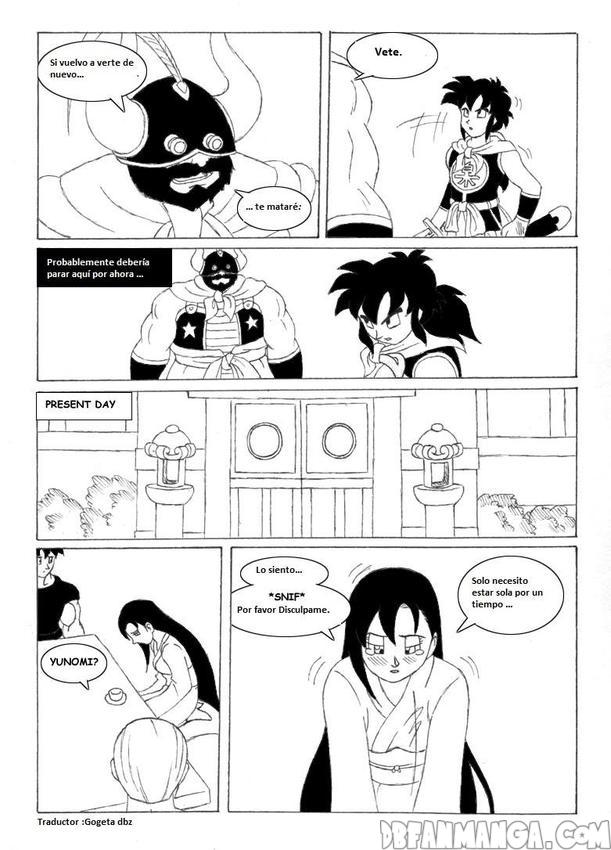 Si vuelvo a verte de
nuevo...
... te mataré:
Vete.
Probablemente debería
parar aquí por ahora ...
PRESENT DAY
YUNOMI?
Lo siento...
*SNIF*
Por favor Disculpame.
Solo necesito
estar sola por un
tiempo ...
Traductor :Gogeta dbz
DBFANMANGA.COM